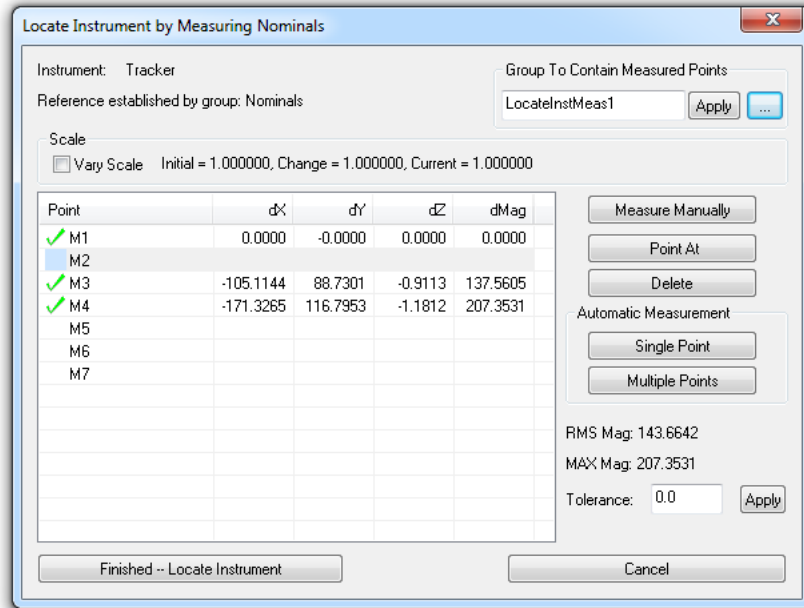 Locate Instrument by Measuring Nominals
Instrument: Tracker
Reference established by group: Nominals
Group To Contain Measured Points
LocateInstMeas1 Apply ...
Scale
Vary Scale Initial = 1.000000, Change = 1.000000, Current = 1.000000
Point dX dY dZ dMag
M1 0.0000 -0.0000 0.0000 0.0000
M2
M3 -105.1144 88.7301 -0.9113 137.5605
M4 -171.3265 116.7953 -1.1812 207.3531
M5
M6
M7
Measure Manually
Point At
Delete
Automatic Measurement
Single Point
Multiple Points
RMS Mag: 143.6642
MAX Mag: 207.3531
Tolerance: 0.0 Apply
Finished -- Locate Instrument
Cancel